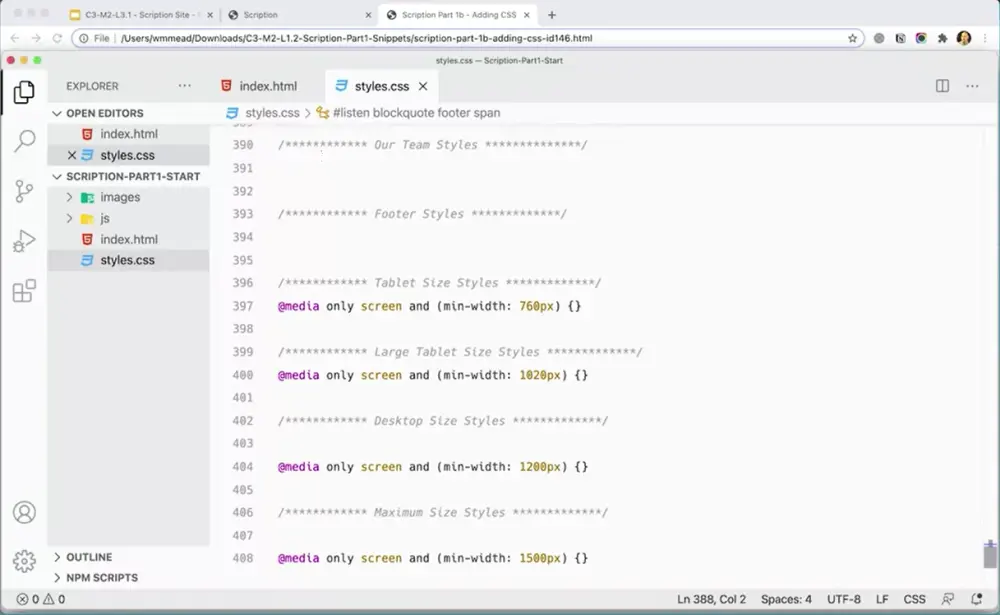 C3-M2-L3.1 - Scription Site -
Scription
Scription Part 1b - Adding CSS
File /Users/wmmead/Downloads/C3-M2-L1.2-Scription-Part1-Snippets/scription-part-1b-adding-css-id146.html
styles.css — Scription-Part1-Start
EXPLORER
index.html
styles.css
OPEN EDITORS
styles.css > #listen blockquote footer span
index.html
styles.css
SCRIPTION-PART1-START
images
js
index.html
styles.css
389
390 /************ Our Team Styles **************/
391
392
393 /************ Footer Styles *************/
394
395
396 /************ Tablet Size Styles *************/
397 @media only screen and (min-width: 760px) {}
398
399 /************ Large Tablet Size Styles *************/
400 @media only screen and (min-width: 1020px) {}
401
402 /************ Desktop Size Styles *************/
403
404 @media only screen and (min-width: 1200px) {}
405
406 /************ Maximum Size Styles *************/
407
408 @media only screen and (min-width: 1500px) {}
OUTLINE
NPM SCRIPTS
0 0
Ln 388, Col 2
Spaces: 4
UTF-8
LF
CSS